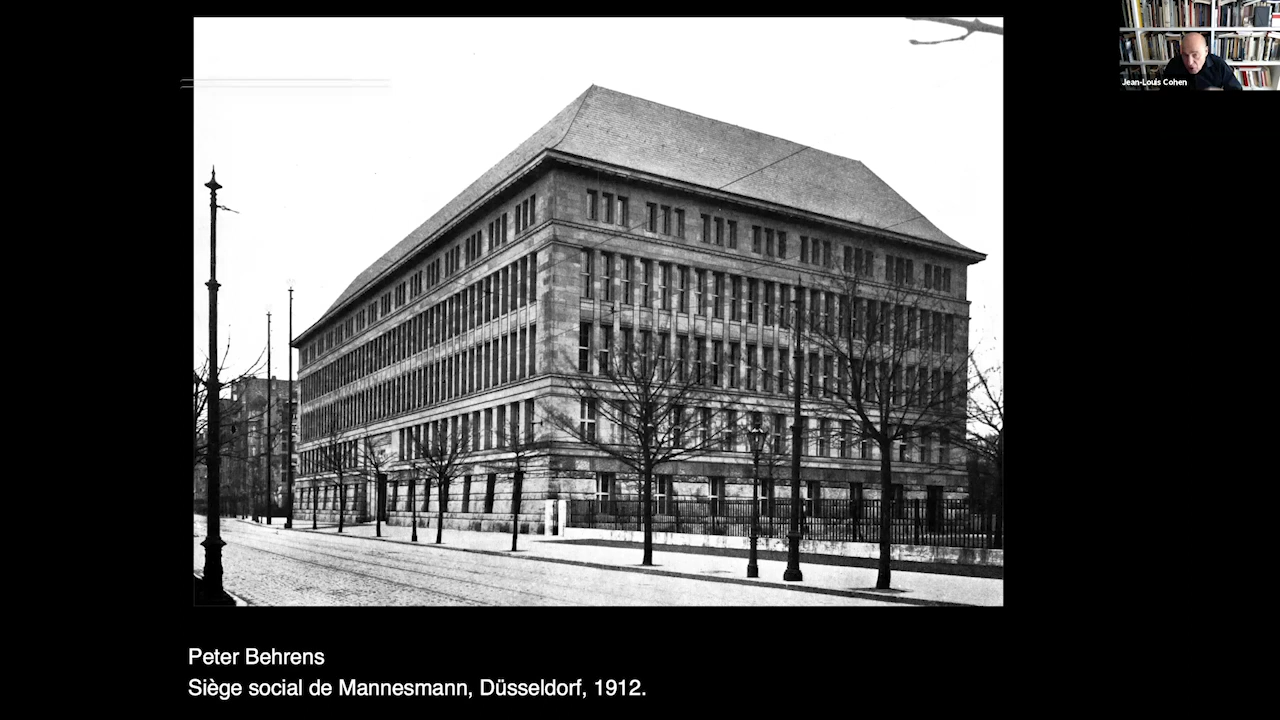 Jean-Louis Cohen
Peter Behrens
Siège social de Mannesmann, Düsseldorf, 1912.